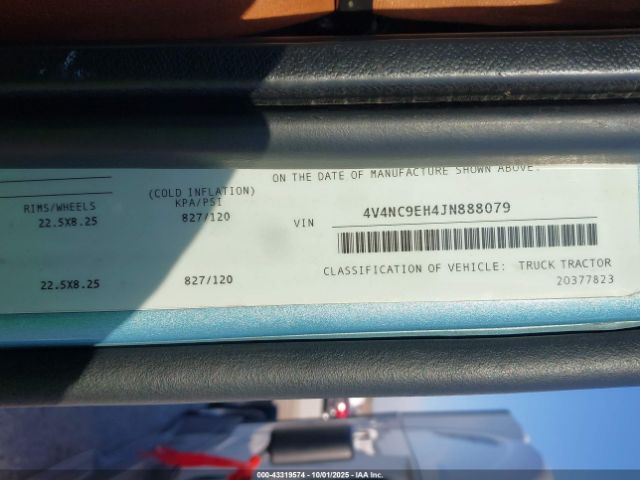 ON THE DATE OF MANUFACTURE SHOWN ABOVE.
RIMS/WHEELS
(COLD INFLATION)
KPA/PSI
22.5X8.25
827/120
VIN
4V4NC9EH4JN888079
CLASSIFICATION OF VEHICLE: TRUCK TRACTOR
22.5X8.25
827/120
20377823
000-43319574 - 10/01/2025 - IAA Inc.